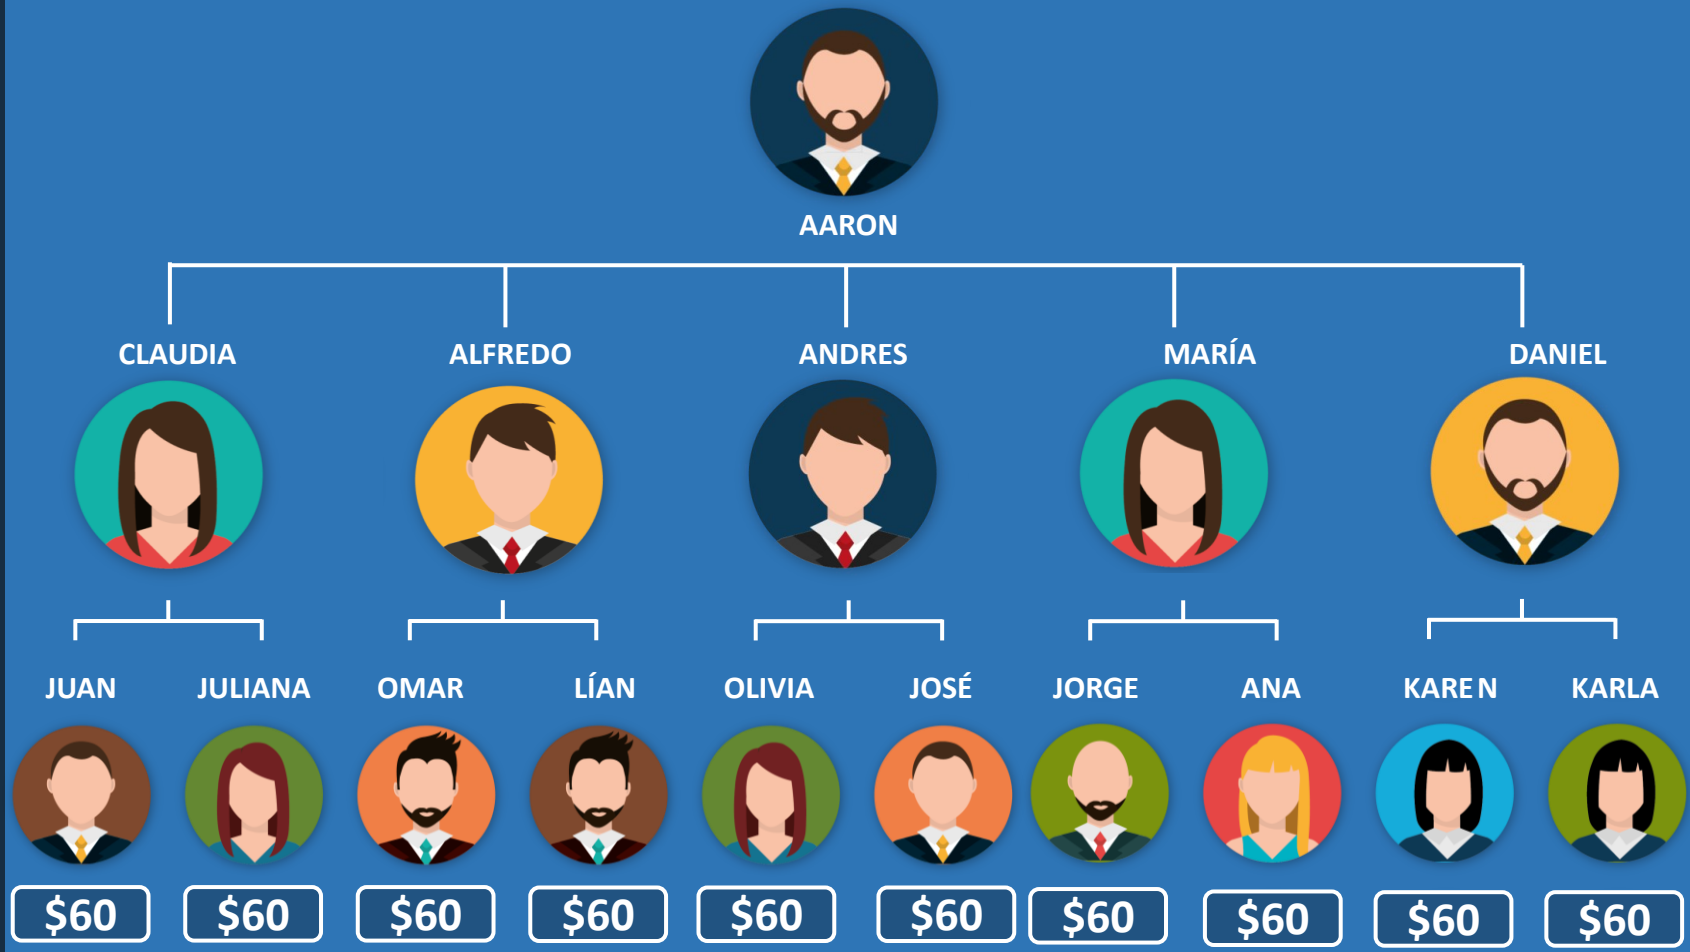 AARON
CLAUDIA ALFREDO ANDRES MARÍA DANIEL
JUAN JULIANA OMAR LÍAN OLIVIA JOSÉ JORGE ANA KAREN KARLA
$60 $60 $60 $60 $60 $60 $60 $60 $60 $60